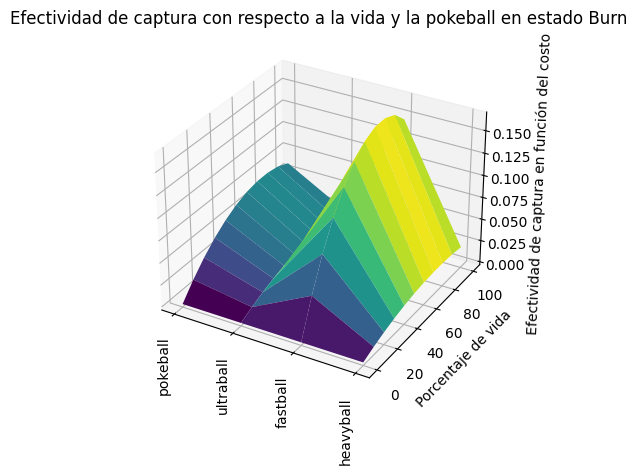 Efectividad de captura con respecto a la vida y la pokeball en estado Burn
0.150
0.125
0.100
0.075
0.050
0.025
0.000
Efectividad de captura en función del costo
100
80
60
40
20
0
Porcentaje de vida
pokeball
ultraball
fastball
heavyball